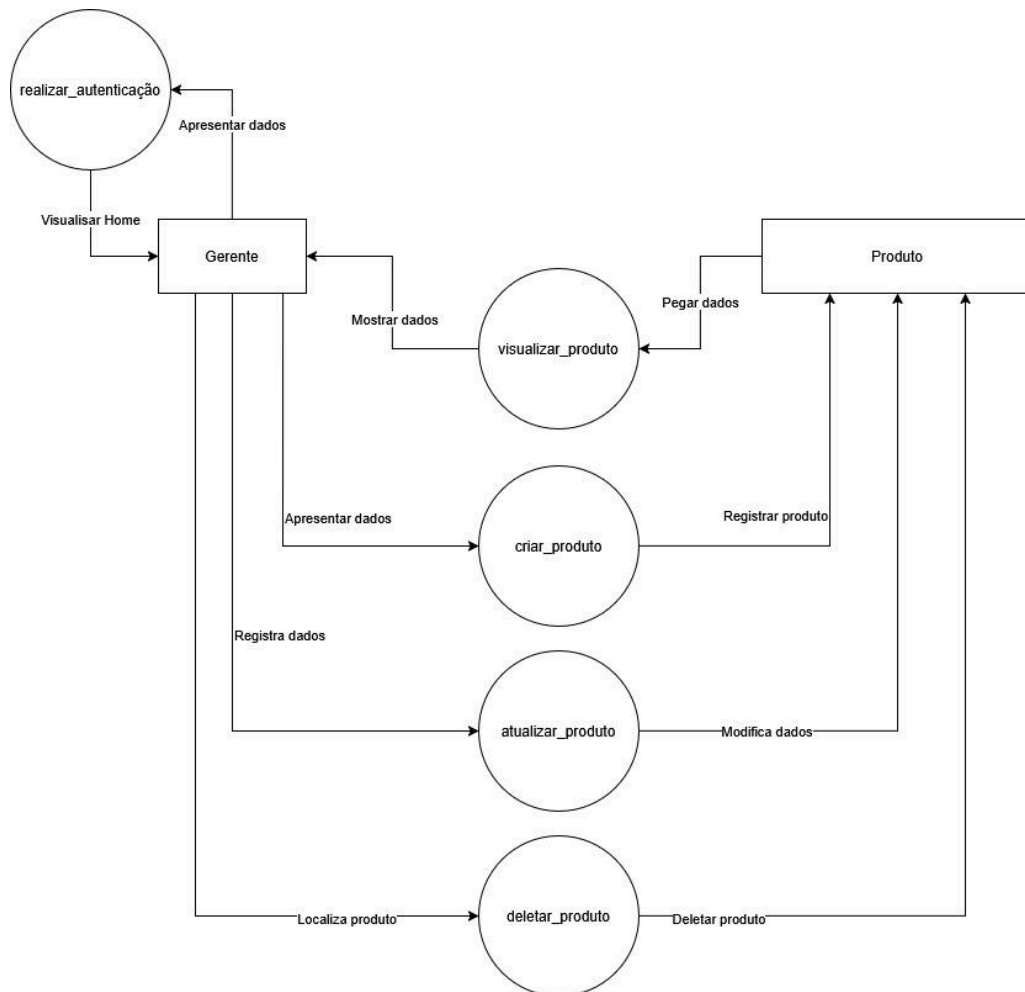 realizar_autenticação
Apresentar dados
Visualisar Home
Gerente
Produto
Pegar dados
Mostrar dados
visualizar_produto
Apresentar dados
Registrar produto
criar_produto
Registra dados
atualizar_produto
Modifica dados
Localiza produto
deletar_produto
Deletar produto